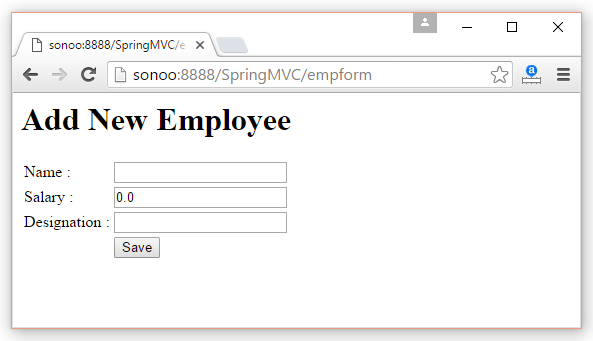 sonoo:8888/SpringMVC/e
sonoo:8888/SpringMVC/empform
a
Add New Employee
Name :
Salary : 0.0
Designation :
Save